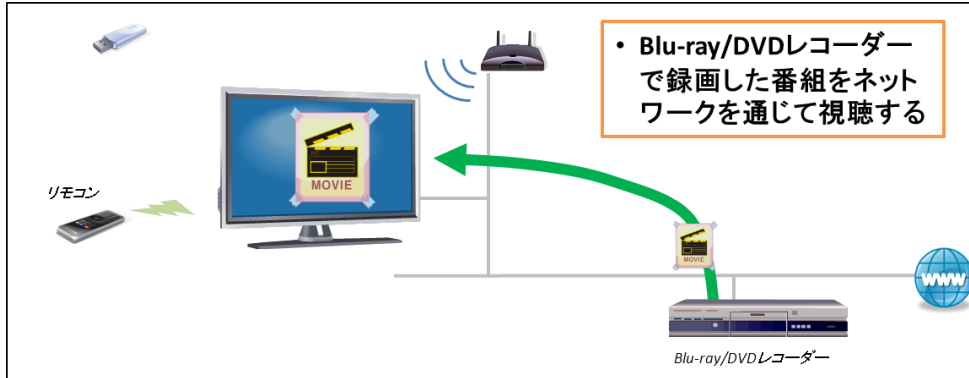 • Blu-ray/DVDレコーダー
で録画した番組をネット
ワークを通じて視聴する
MOVIE
リモコン
MOVIE
WWW
Blu-ray/DVDレコーダー